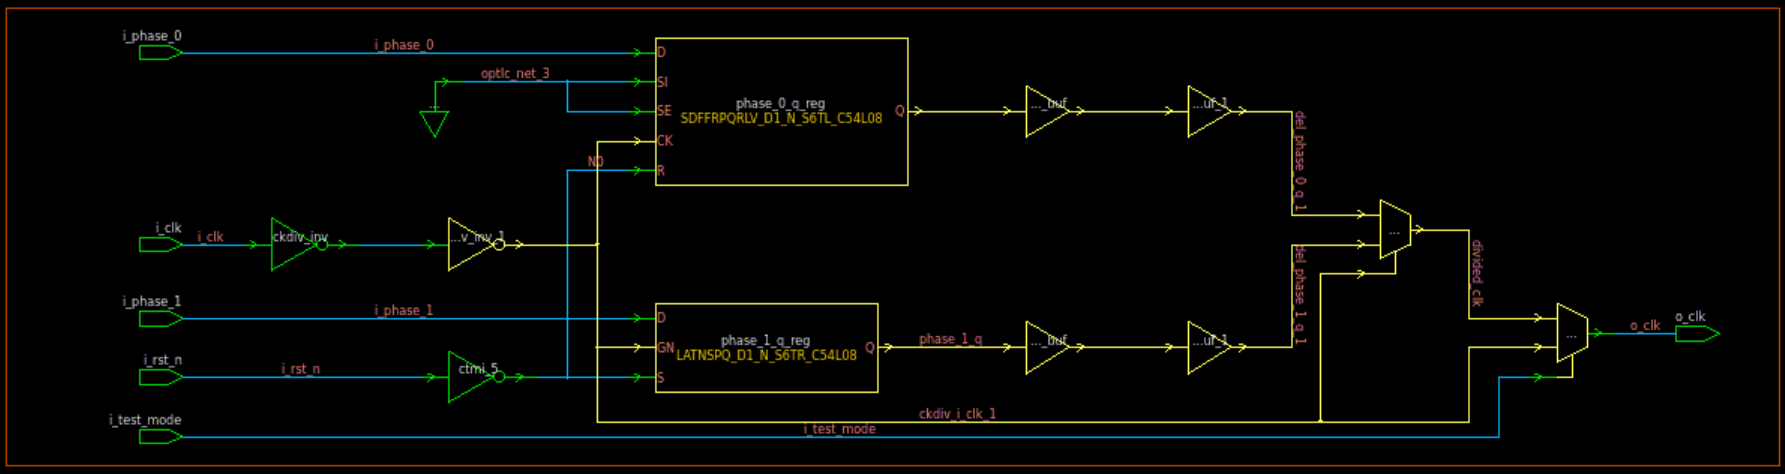 i_phase_0
i_phase_0
optlc_net_3
D
SI
SE
CK
R
N0
phase_0_q_reg
SDFFRPQRLV_D1_N_S6TL_C54L08
Q
..._buf
...uf_1
del_phase_0_q_1
i_clk
i_clk
ckdiv_inv
...v_inv_1
...
divided_clk
i_phase_1
i_phase_1
D
GN
S
phase_1_q_reg
LATNSPQ_D1_N_S6TR_C54L08
Q
phase_1_q
..._buf
...uf_1
del_phase_1_q_1
...
o_clk
o_clk
i_rst_n
i_rst_n
ctmi_5
ckdiv_i_clk_1
i_test_mode
i_test_mode